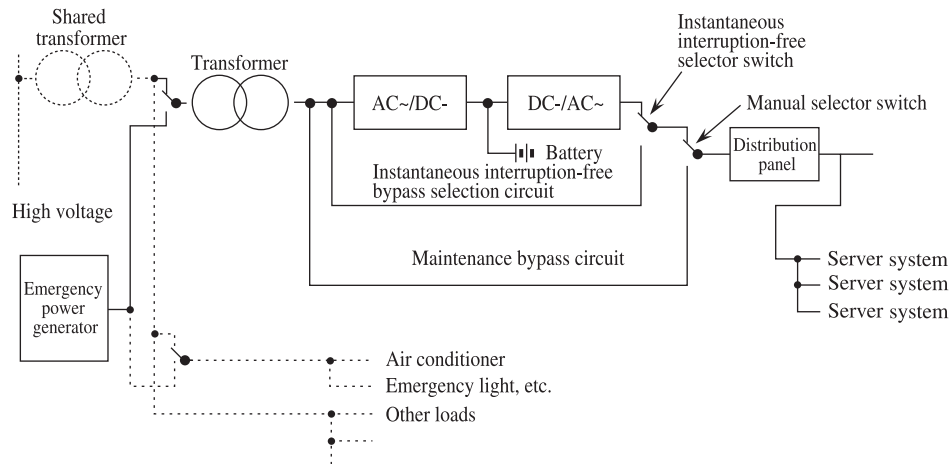 Shared
transformer
Transformer
Instantaneous
interruption-free
selector switch
AC~/DC-
DC-/AC~
Manual selector switch
Battery
Distribution
panel
Instantaneous interruption-free
bypass selection circuit
High voltage
Maintenance bypass circuit
Emergency
power
generator
Server system
Server system
Server system
Air conditioner
Emergency light, etc.
Other loads